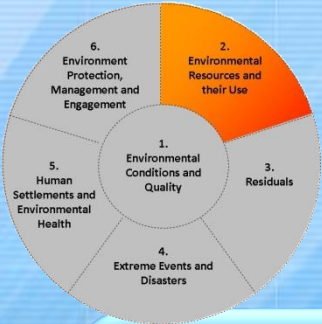 1.
Environmental
Conditions and
Quality
2.
Environmental
Resources and
their Use
3.
Residuals
4.
Extreme Events and
Disasters
5.
Human
Settlements and
Environmental
Health
6.
Environment
Protection,
Management and
Engagement